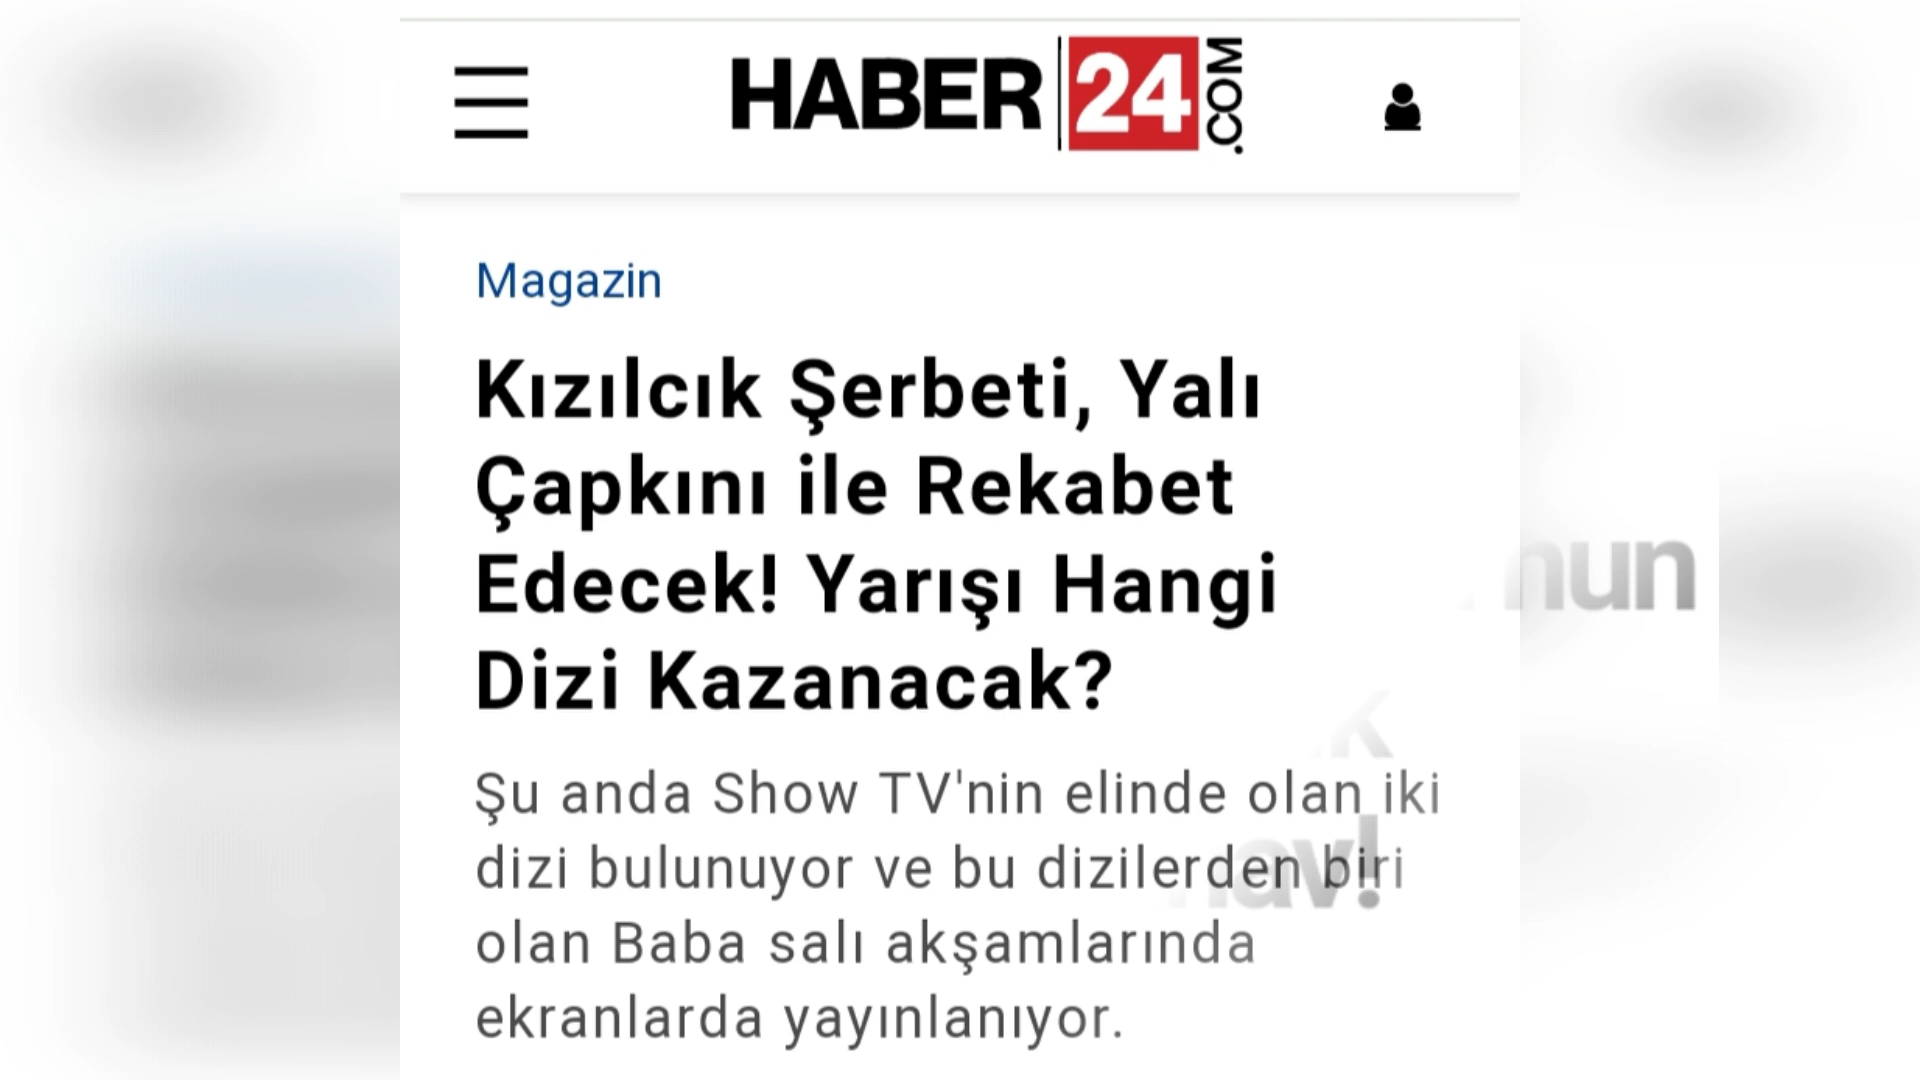 HABER 24 .COM
Magazin
Kızılcık Şerbeti, Yalı
Çapkını ile Rekabet
Edecek! Yarışı Hangi
Dizi Kazanacak?
Şu anda Show TV'nin elinde olan iki
dizi bulunuyor ve bu dizilerden biri
olan Baba salı akşamlarında
ekranlarda yayınlanıyor.